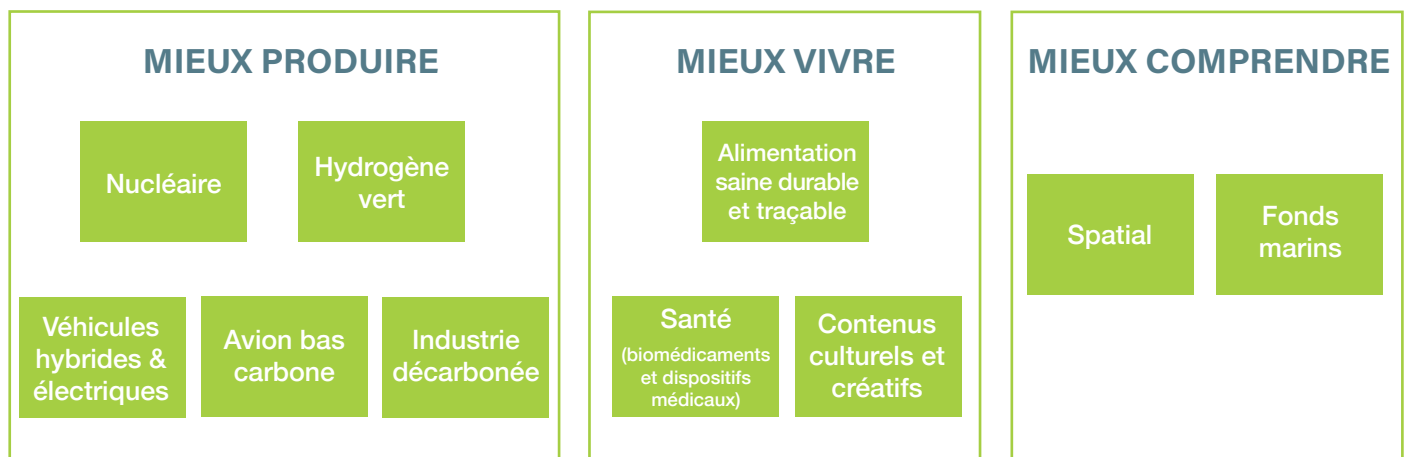 MIEUX PRODUIRE
Nucléaire
Hydrogène
vert
Véhicules
hybrides &
électriques
Avion bas
carbone
Industrie
décarbonée
MIEUX VIVRE
Alimentation
saine durable
et traçable
Santé
(biomédicaments
et dispositifs
médicaux)
Contenus
culturels et
créatifs
MIEUX COMPRENDRE
Spatial
Fonds
marins